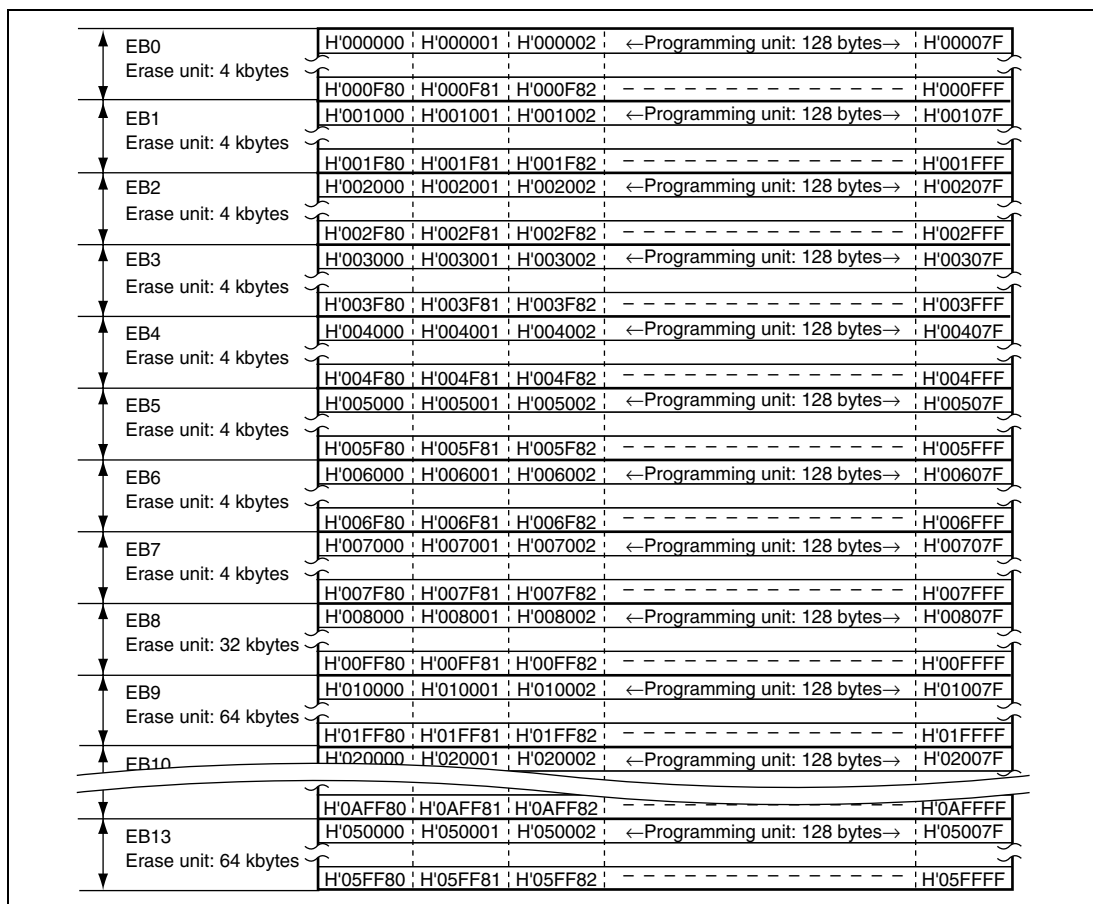 EB0 H'000000 H'000001 H'000002 ←Programming unit: 128 bytes→ H'00007F
Erase unit: 4 kbytes
H'000F80 H'000F81 H'000F82 – – – – – – – – – – – – – – H'000FFF
EB1 H'001000 H'001001 H'001002 ←Programming unit: 128 bytes→ H'00107F
Erase unit: 4 kbytes
H'001F80 H'001F81 H'001F82 – – – – – – – – – – – – – – H'001FFF
EB2 H'002000 H'002001 H'002002 ←Programming unit: 128 bytes→ H'00207F
Erase unit: 4 kbytes
H'002F80 H'002F81 H'002F82 – – – – – – – – – – – – – – H'002FFF
EB3 H'003000 H'003001 H'003002 ←Programming unit: 128 bytes→ H'00307F
Erase unit: 4 kbytes
H'003F80 H'003F81 H'003F82 – – – – – – – – – – – – – – H'003FFF
EB4 H'004000 H'004001 H'004002 ←Programming unit: 128 bytes→ H'00407F
Erase unit: 4 kbytes
H'004F80 H'004F81 H'004F82 – – – – – – – – – – – – – – H'004FFF
EB5 H'005000 H'005001 H'005002 ←Programming unit: 128 bytes→ H'00507F
Erase unit: 4 kbytes
H'005F80 H'005F81 H'005F82 – – – – – – – – – – – – – – H'005FFF
EB6 H'006000 H'006001 H'006002 ←Programming unit: 128 bytes→ H'00607F
Erase unit: 4 kbytes
H'006F80 H'006F81 H'006F82 – – – – – – – – – – – – – – H'006FFF
EB7 H'007000 H'007001 H'007002 ←Programming unit: 128 bytes→ H'00707F
Erase unit: 4 kbytes
H'007F80 H'007F81 H'007F82 – – – – – – – – – – – – – – H'007FFF
EB8 H'008000 H'008001 H'008002 ←Programming unit: 128 bytes→ H'00807F
Erase unit: 32 kbytes
H'00FF80 H'00FF81 H'00FF82 – – – – – – – – – – – – – – H'00FFFF
EB9 H'010000 H'010001 H'010002 ←Programming unit: 128 bytes→ H'01007F
Erase unit: 64 kbytes
H'01FF80 H'01FF81 H'01FF82 – – – – – – – – – – – – – – H'01FFFF
EB10 H'020000 H'020001 H'020002 ←Programming unit: 128 bytes→ H'02007F
H'0AFF80 H'0AFF81 H'0AFF82 – – – – – – – – – – – – – – H'0AFFFF
EB13 H'050000 H'050001 H'050002 ←Programming unit: 128 bytes→ H'05007F
Erase unit: 64 kbytes
H'05FF80 H'05FF81 H'05FF82 – – – – – – – – – – – – – – H'05FFFF